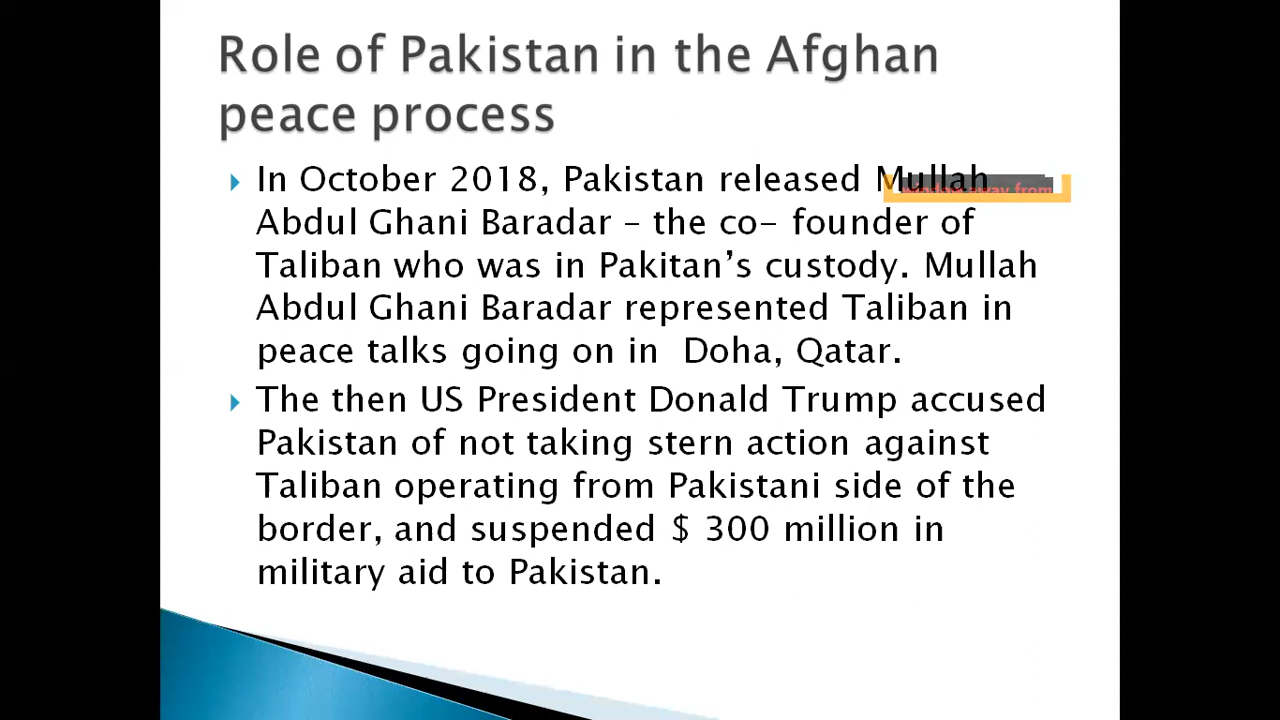 Role of Pakistan in the Afghan
peace process
In October 2018, Pakistan released Mullah
Abdul Ghani Baradar – the co- founder of
Taliban who was in Pakitan’s custody. Mullah
Abdul Ghani Baradar represented Taliban in
peace talks going on in Doha, Qatar.
The then US President Donald Trump accused
Pakistan of not taking stern action against
Taliban operating from Pakistani side of the
border, and suspended $ 300 million in
military aid to Pakistan.
away from